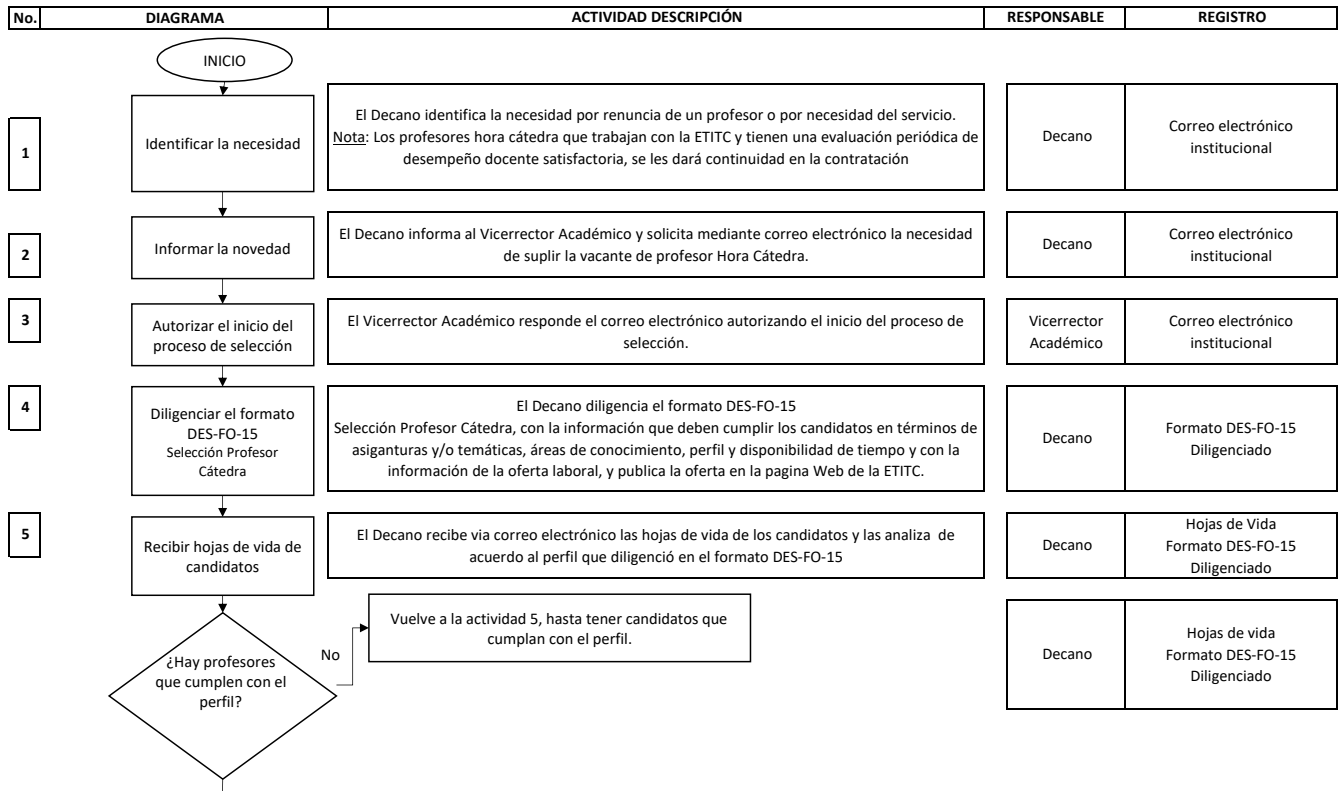 No. DIAGRAMA ACTIVIDAD DESCRIPCIÓN RESPONSABLE REGISTRO
INICIO
1
Identificar la necesidad
El Decano identifica la necesidad por renuncia de un profesor o por necesidad del servicio.
Nota: Los profesores hora cátedra que trabajan con la ETITC y tienen una evaluación periódica de
desempeño docente satisfactoria, se les dará continuidad en la contratación
Decano
Correo electrónico
institucional
2
Informar la novedad
El Decano informa al Vicerrector Académico y solicita mediante correo electrónico la necesidad
de suplir la vacante de profesor Hora Cátedra.
Decano
Correo electrónico
institucional
3
Autorizar el inicio del
proceso de selección
El Vicerrector Académico responde el correo electrónico autorizando el inicio del proceso de
selección.
Vicerrector
Académico
Correo electrónico
institucional
4
Diligenciar el formato
DES-FO-15
Selección Profesor
Cátedra
El Decano diligencia el formato DES-FO-15
Selección Profesor Cátedra, con la información que deben cumplir los candidatos en términos de
asiganturas y/o temáticas, áreas de conocimiento, perfil y disponibilidad de tiempo y con la
información de la oferta laboral, y publica la oferta en la pagina Web de la ETITC.
Decano
Formato DES-FO-15
Diligenciado
5
Recibir hojas de vida de
candidatos
El Decano recibe via correo electrónico las hojas de vida de los candidatos y las analiza de
acuerdo al perfil que diligenció en el formato DES-FO-15
Decano
Hojas de Vida
Formato DES-FO-15
Diligenciado
¿Hay profesores
que cumplen con el
perfil?
No
Vuelve a la actividad 5, hasta tener candidatos que
cumplan con el perfil.
Decano
Hojas de vida
Formato DES-FO-15
Diligenciado